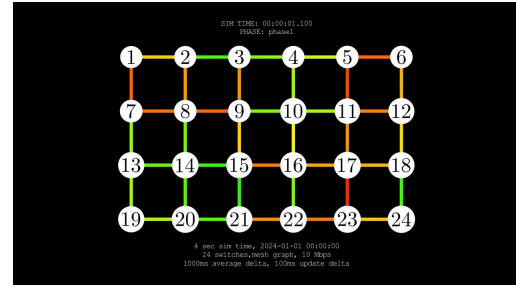 SIM TIME: 00:00:01.100
PHASE: phase1
1 2 3 4 5 6
7 8 9 10 11 12
13 14 15 16 17 18
19 20 21 22 23 24
4 sec sim time, 2024-01-01 00:00:00
24 switches,mesh graph, 10 Mbps
1000ms average delta, 100ms update delta